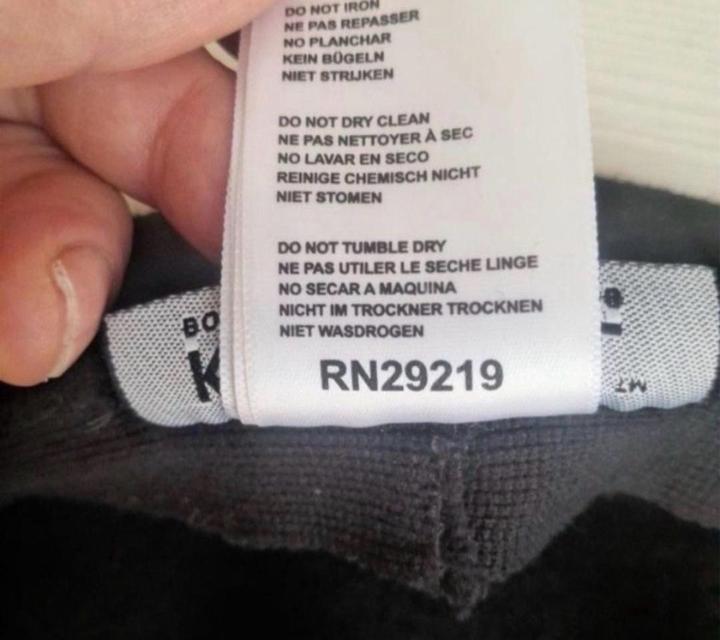 DO NOT IRON
NE PAS REPASSER
NO PLANCHAR
KEIN BÜGELN
NIET STRIJKEN
DO NOT DRY CLEAN
NE PAS NETTOYER À SEC
NO LAVAR EN SECO
REINIGE CHEMISCH NICHT
NIET STOMEN
DO NOT TUMBLE DRY
NE PAS UTILER LE SECHE LINGE
NO SECAR A MAQUINA
NICHT IM TROCKNER TROCKNEN
NIET WASDROGEN
RN29219
BO
K